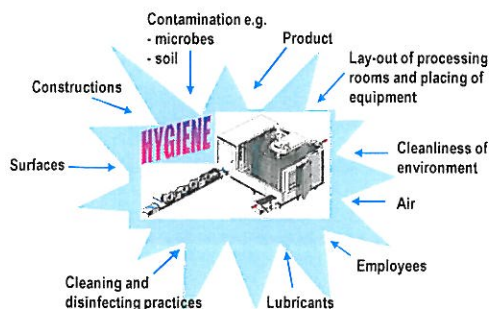 Contamination e.g.
- microbes
- soil
Product
Lay-out of processing
rooms and placing of
equipment
Constructions
HYGIENE
Cleanliness of
environment
Surfaces
Air
Employees
Cleaning and
disinfecting practices
Lubricants